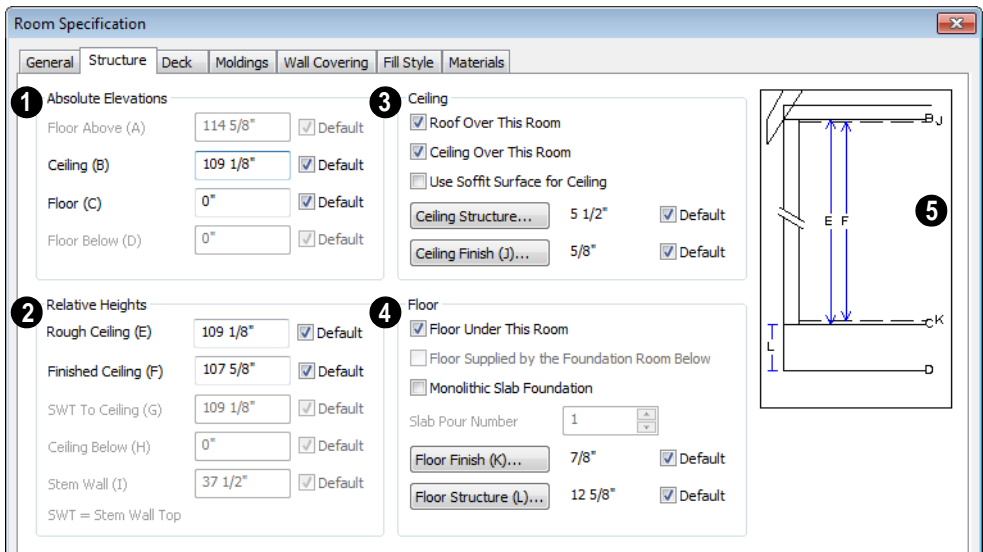 Room Specification
General Structure Deck Moldings Wall Covering Fill Style Materials
1 Absolute Elevations
Floor Above (A) 114 5/8" Default
Ceiling (B) 109 1/8" Default
Floor (C) 0" Default
Floor Below (D) 0" Default
2 Relative Heights
Rough Ceiling (E) 109 1/8" Default
Finished Ceiling (F) 107 5/8" Default
SWT To Ceiling (G) 109 1/8" Default
Ceiling Below (H) 0" Default
Stem Wall (I) 37 1/2" Default
SWT = Stem Wall Top
3 Ceiling
Roof Over This Room
Ceiling Over This Room
Use Soffit Surface for Ceiling
Ceiling Structure... 5 1/2" Default
Ceiling Finish (J)... 5/8" Default
4 Floor
Floor Under This Room
Floor Supplied by the Foundation Room Below
Monolithic Slab Foundation
Slab Pour Number 1
Floor Finish (K)... 7/8" Default
Floor Structure (L)... 12 5/8" Default
B J
5
E F
C K
L
D